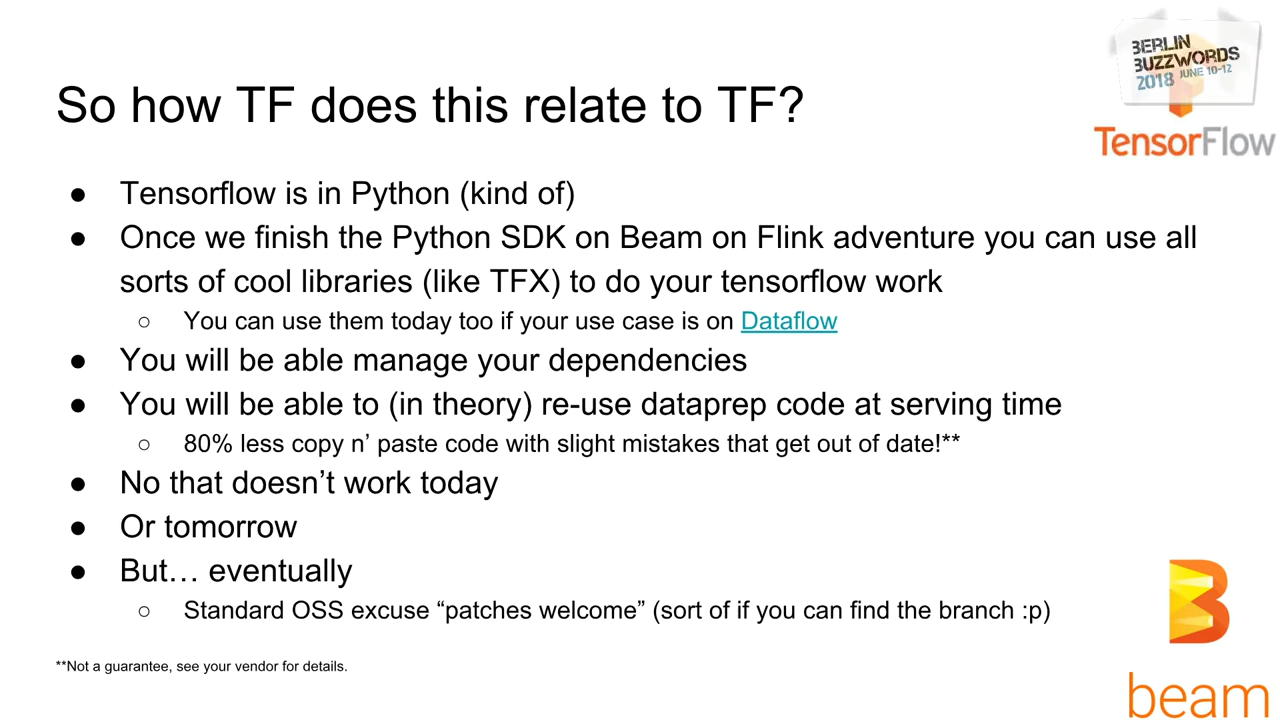 BERLIN
BUZZWORDS
2018 JUNE 10-12
TensorFlow
So how TF does this relate to TF?
● Tensorflow is in Python (kind of)
● Once we finish the Python SDK on Beam on Flink adventure you can use all
sorts of cool libraries (like TFX) to do your tensorflow work
○ You can use them today too if your use case is on Dataflow
● You will be able manage your dependencies
● You will be able to (in theory) re-use dataprep code at serving time
○ 80% less copy n’ paste code with slight mistakes that get out of date!**
● No that doesn’t work today
● Or tomorrow
● But… eventually
○ Standard OSS excuse “patches welcome” (sort of if you can find the branch :p)
**Not a guarantee, see your vendor for details.
beam